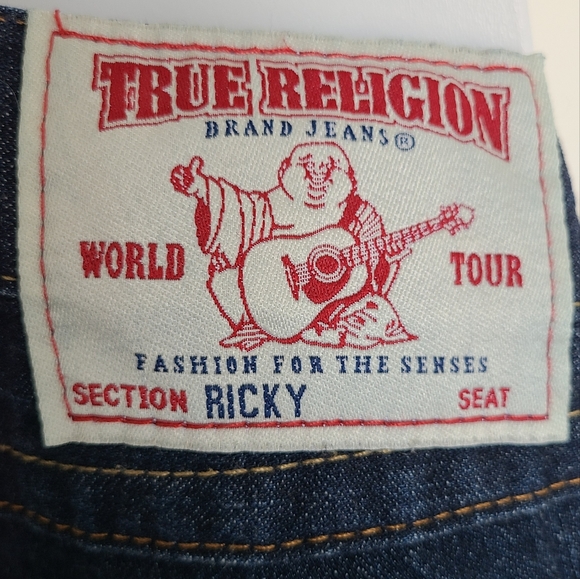 TRUE RELIGION
BRAND JEANS®
WORLD TOUR
FASHION FOR THE SENSES
SECTION RICKY SEAT